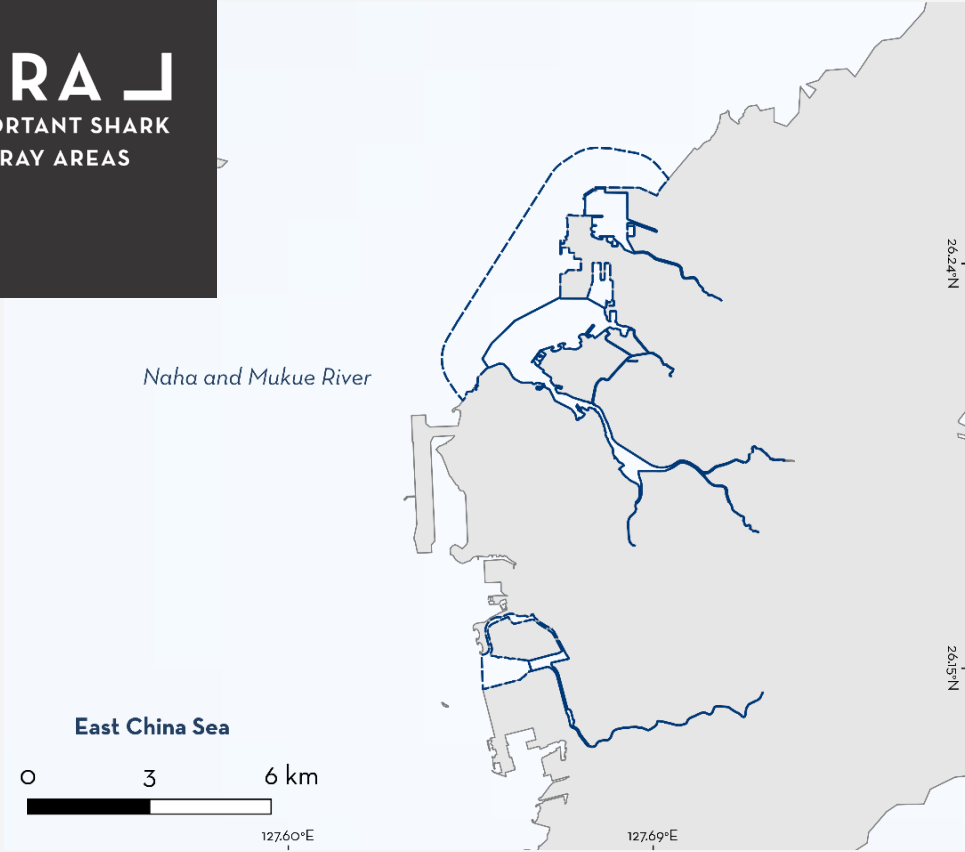 RA
ORTANT SHARK
RAY AREAS
26.24°N
Naha and Mukue River
26.15°N
East China Sea
0 3 6 km
127.60°E 127.69°E